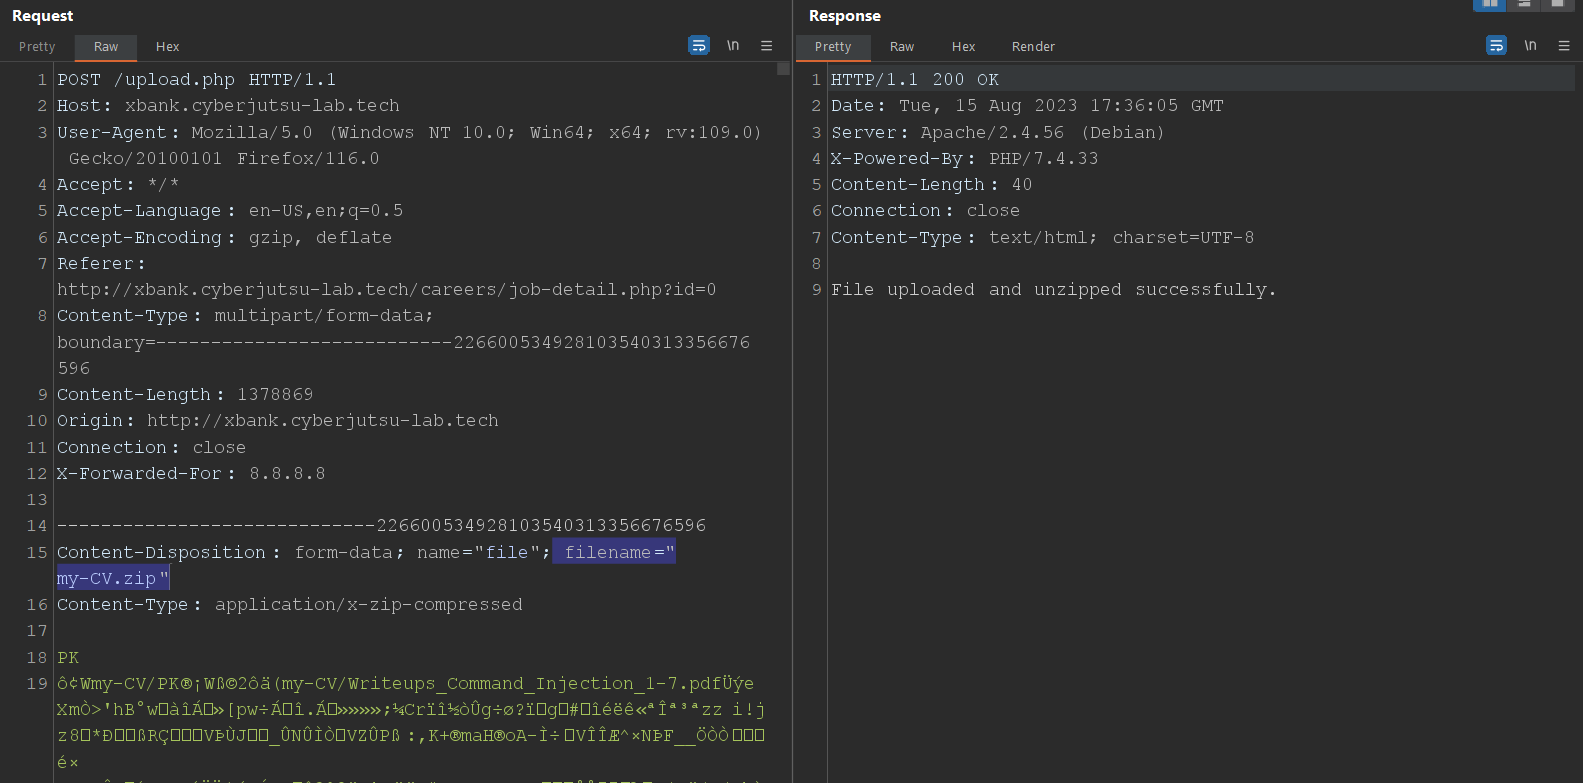 Request
Pretty Raw Hex \n
1 POST /upload.php HTTP/1.1
2 Host: xbank.cyberjutsu-lab.tech
3 User-Agent: Mozilla/5.0 (Windows NT 10.0; Win64; x64; rv:109.0)
Gecko/20100101 Firefox/116.0
4 Accept: */*
5 Accept-Language: en-US,en;q=0.5
6 Accept-Encoding: gzip, deflate
7 Referer:
http://xbank.cyberjutsu-lab.tech/careers/job-detail.php?id=0
8 Content-Type: multipart/form-data;
boundary=---------------------------226600534928103540313356676
596
9 Content-Length: 1378869
10 Origin: http://xbank.cyberjutsu-lab.tech
11 Connection: close
12 X-Forwarded-For: 8.8.8.8
13
14 -----------------------------226600534928103540313356676596
15 Content-Disposition: form-data; name="file"; filename="
my-CV.zip"
16 Content-Type: application/x-zip-compressed
17
18 PK
19 ô¢Wmy-CV/PK®¡Wß©2ôä(my-CV/Writeups_Command_Injection_1-7.pdfÜýe
Response
Pretty Raw Hex Render \n
1 HTTP/1.1 200 OK
2 Date: Tue, 15 Aug 2023 17:36:05 GMT
3 Server: Apache/2.4.56 (Debian)
4 X-Powered-By: PHP/7.4.33
5 Content-Length: 40
6 Connection: close
7 Content-Type: text/html; charset=UTF-8
8
9 File uploaded and unzipped successfully.